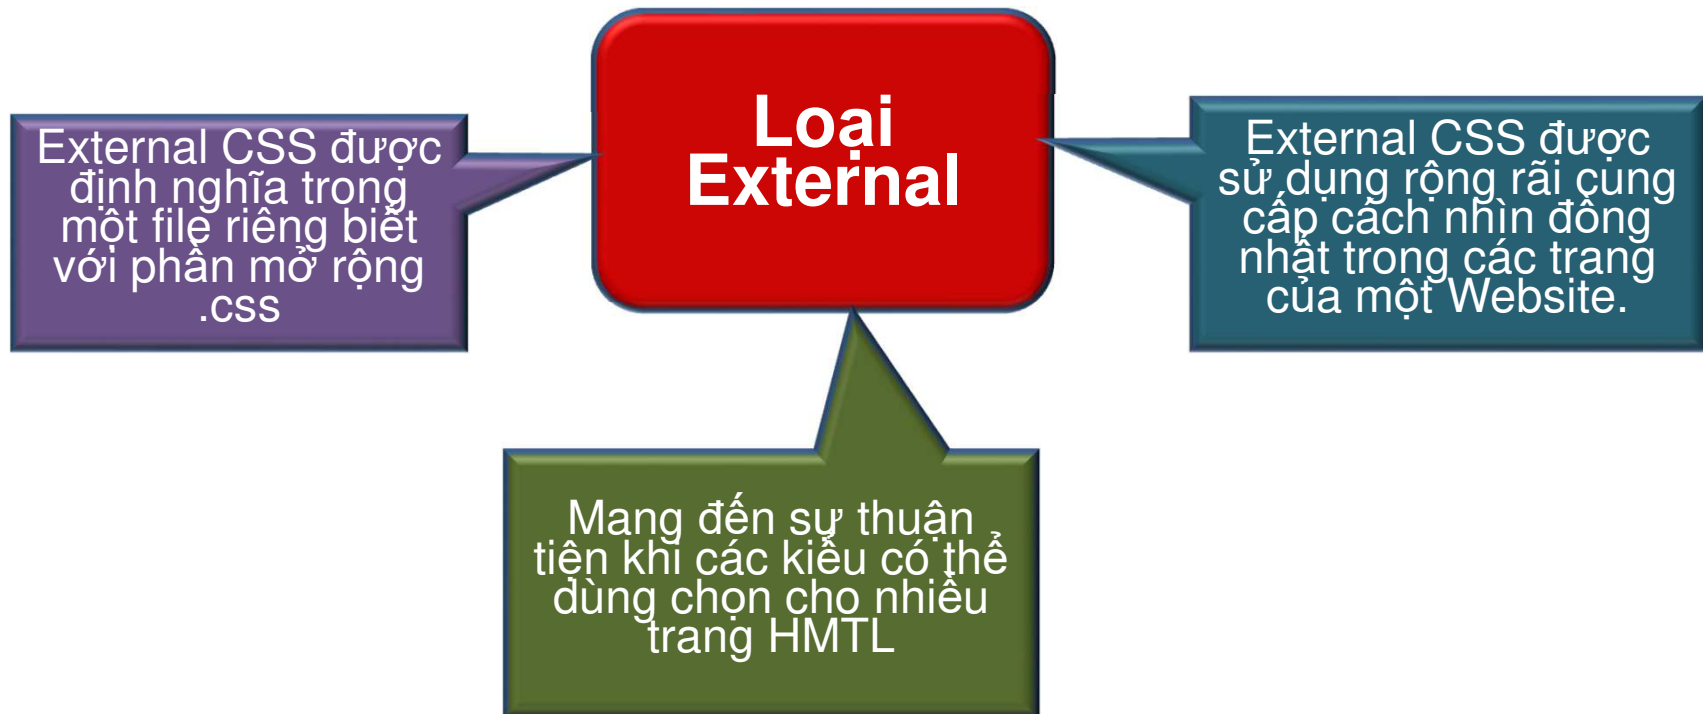 Loại
External
External CSS được
định nghĩa trong
một file riêng biệt
với phần mở rộng
.css
External CSS được
sử dụng rộng rãi cung
cấp cách nhìn đồng
nhất trong các trang
của một Website.
Mang đến sự thuận
tiện khi các kiểu có thể
dùng chọn cho nhiều
trang HMTL